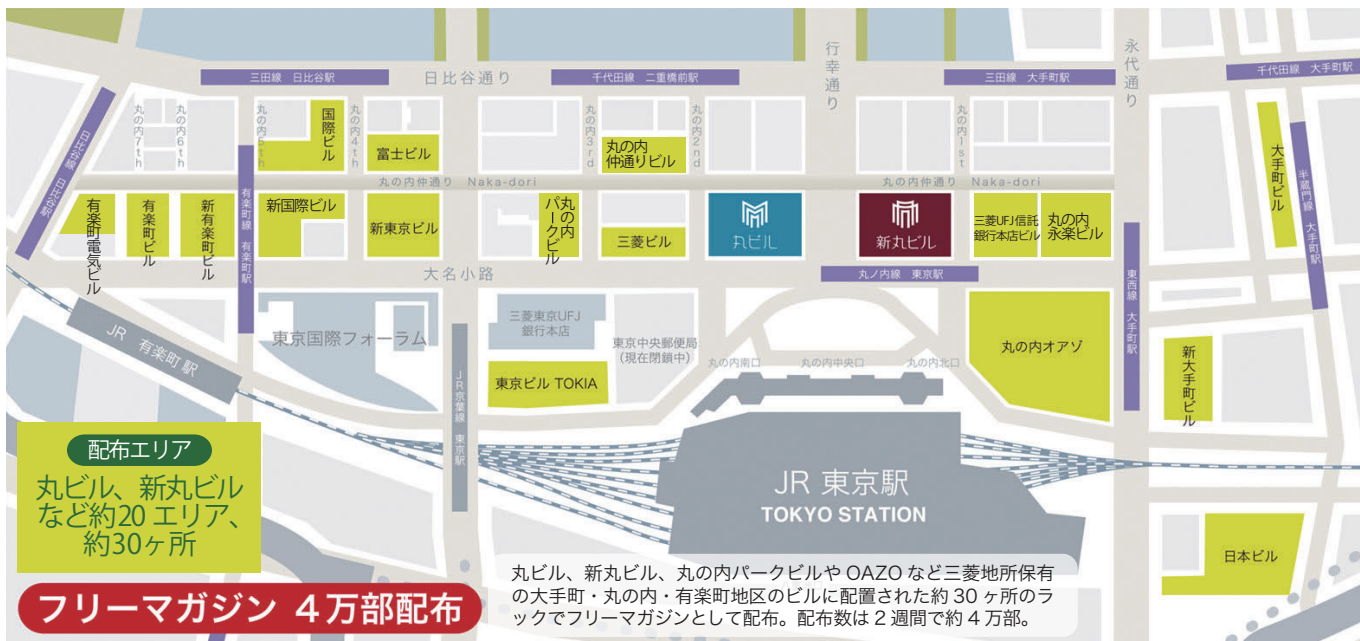 三田線 日比谷駅
日比谷通り
千代田線 二重橋前駅
行幸通り
三田線 大手町駅
永代通り
千代田線 大手町駅
日比谷線 日比谷駅
丸の内7th
丸の内6th
丸の内5th
国際ビル
丸の内4th
富士ビル
丸の内3rd
丸の内
仲通りビル
丸の内2nd
丸の内1st
大手町ビル
半蔵門線 大手町駅
丸の内仲通り Naka-dori
丸の内仲通り Naka-dori
有楽町電気ビル
有楽町ビル
新有楽町ビル
有楽町線 有楽町駅
新国際ビル
新東京ビル
丸の内
パークビル
三菱ビル
丸ビル
新丸ビル
三菱UFJ信託
銀行本店ビル
丸の内
永楽ビル
大名小路
丸ノ内線 東京駅
東西線 大手町駅
JR 有楽町駅
東京国際フォーラム
三菱東京UFJ
銀行本店
東京中央郵便局
(現在閉鎖中)
丸の内南口
丸の内中央口
丸の内北口
丸の内オアゾ
新大手町ビル
東京ビル TOKIA
JR京葉線 東京駅
JR 東京駅
TOKYO STATION
日本ビル
配布エリア
丸ビル、新丸ビル
など約20 エリア、
約30ヶ所
フリーマガジン 4万部配布
丸ビル、新丸ビル、丸の内パークビルや OAZO など三菱地所保有
の大手町・丸の内・有楽町地区のビルに配置された約 30 ヶ所のラ
ックでフリーマガジンとして配布。配布数は 2 週間で約 4 万部。